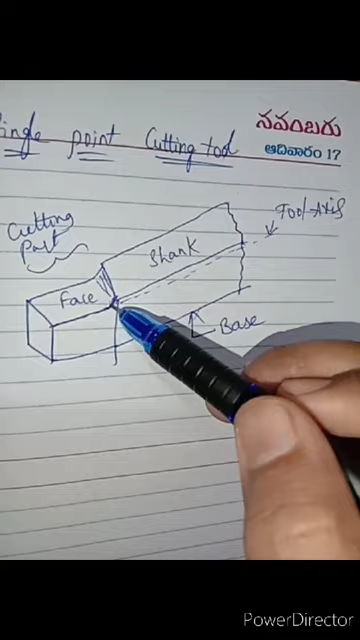 నవంబరు
ఆదివారం 17
ingle point Cutting tool
Tool Axis
Cutting
Part
Shank
Face
Base
PowerDirector